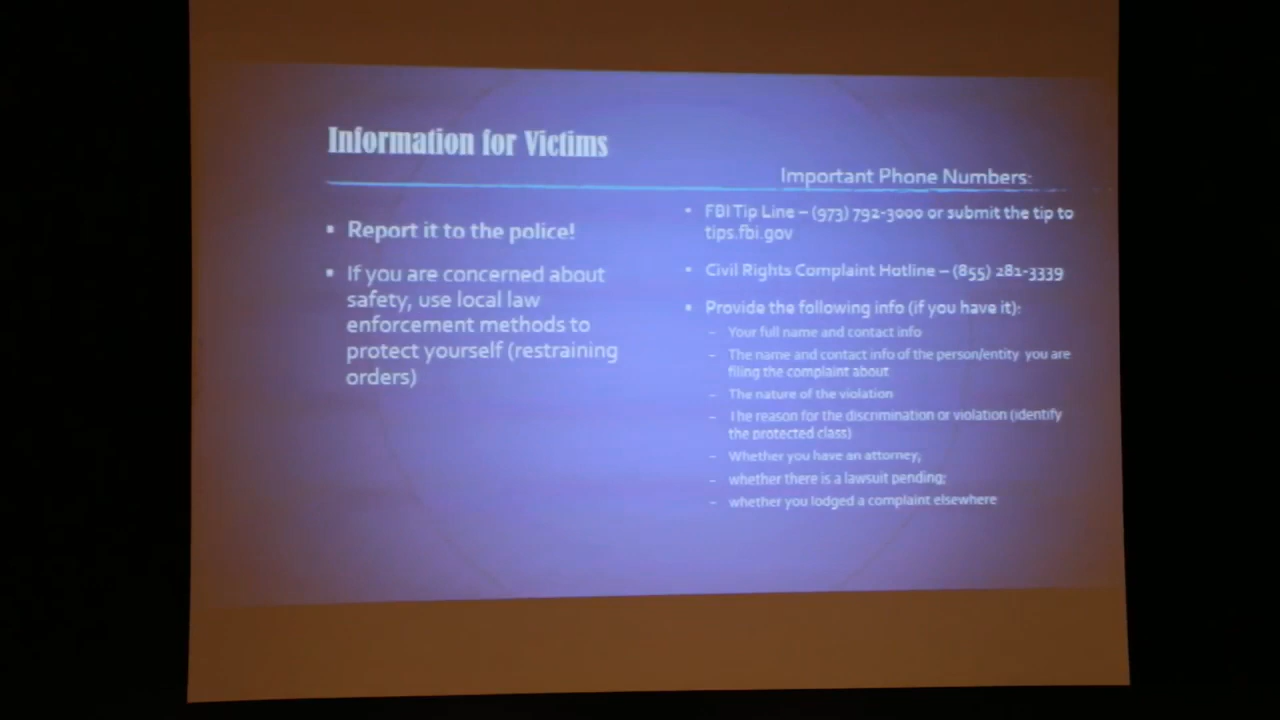 Information for Victims
▪ Report it to the police!
▪ If you are concerned about
safety, use local law
enforcement methods to
protect yourself (restraining
orders)
Important Phone Numbers:
▪ FBI Tip Line – (973) 792-3000 or submit the tip to
tips.fbi.gov
▪ Civil Rights Complaint Hotline – (855) 281-3339
▪ Provide the following info (if you have it):
– Your full name and contact info
– The name and contact info of the person/entity you are
filing the complaint about
– The nature of the violation
– The reason for the discrimination or violation (identify
the protected class)
– Whether you have an attorney,
– whether there is a lawsuit pending;
– whether you lodged a complaint elsewhere